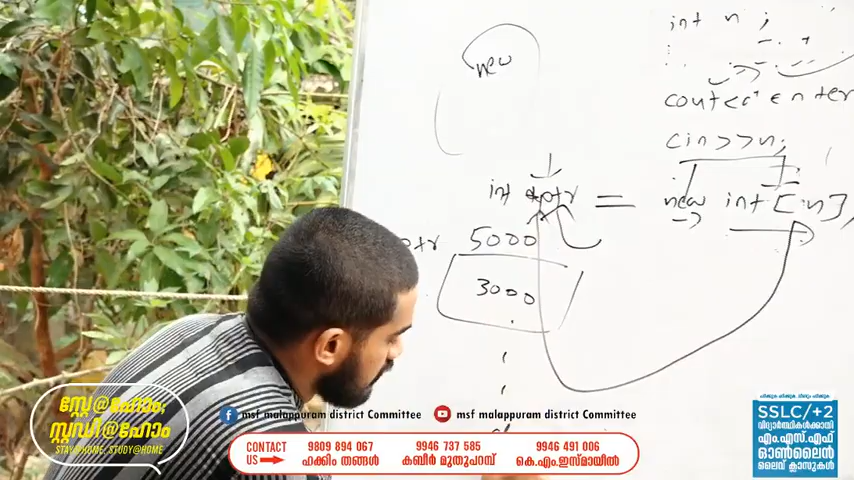 int n;
new
cout<<"enter
cin>>n;
int *ptr = new int[n];
ptr 5000
3000
സ്റ്റേ@ഹോം;
സ്റ്റഡി@ഹോം
STAY@HOME; STUDY@HOME
msf malappuram district Committee
msf malappuram district Committee
CONTACT US
9809 894 067
ഹക്കീം തങ്ങൾ
9946 737 585
കബീർ മുതുപറമ്പ്
9946 491 006
കെ.എം.ഇസ്മായിൽ
SSLC/+2
വിദ്യാർത്ഥികൾക്കായി
എം.എസ്.എഫ്
ഓൺലൈൻ
ലൈവ് ക്ലാസുകൾ